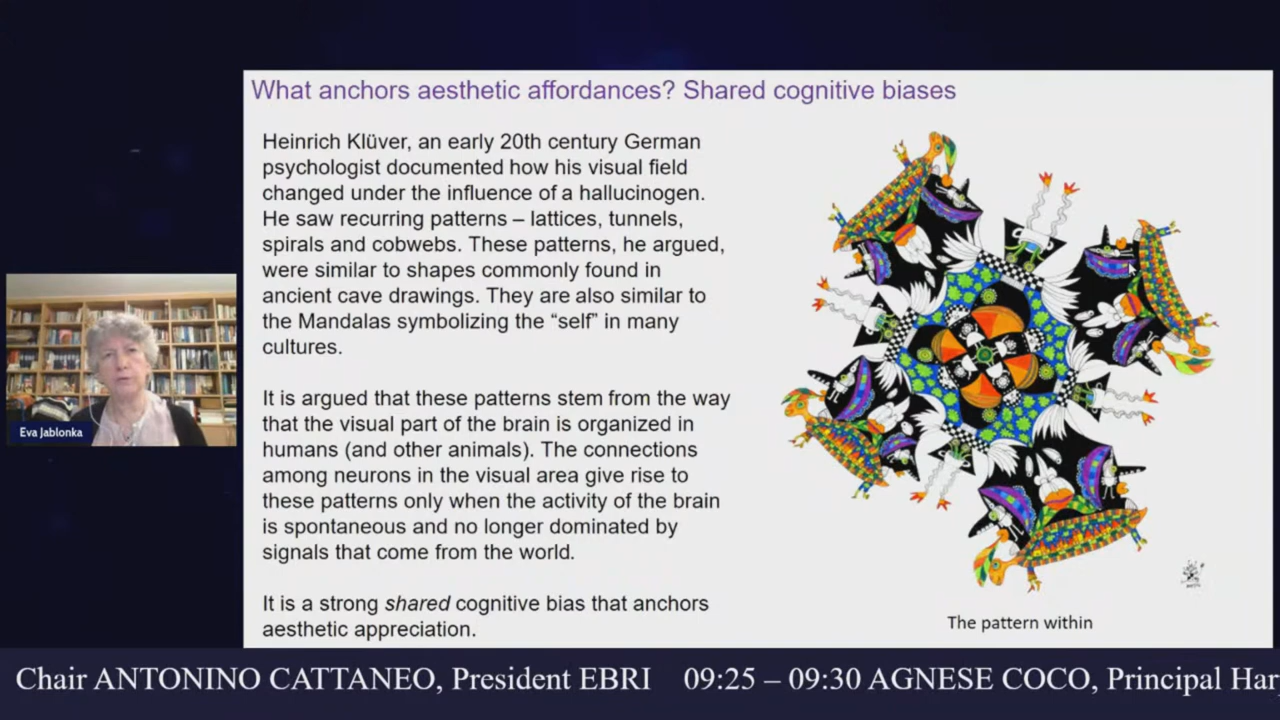 What anchors aesthetic affordances? Shared cognitive biases
Heinrich Klüver, an early 20th century German
psychologist documented how his visual field
changed under the influence of a hallucinogen.
He saw recurring patterns – lattices, tunnels,
spirals and cobwebs. These patterns, he argued,
were similar to shapes commonly found in
ancient cave drawings. They are also similar to
the Mandalas symbolizing the “self” in many
cultures.
It is argued that these patterns stem from the way
that the visual part of the brain is organized in
humans (and other animals). The connections
among neurons in the visual area give rise to
these patterns only when the activity of the brain
is spontaneous and no longer dominated by
signals that come from the world.
It is a strong shared cognitive bias that anchors
aesthetic appreciation.
The pattern within
Eva Jablonka
Chair ANTONINO CATTANEO, President EBRI 09:25 – 09:30 AGNESE COCO, Principal Har